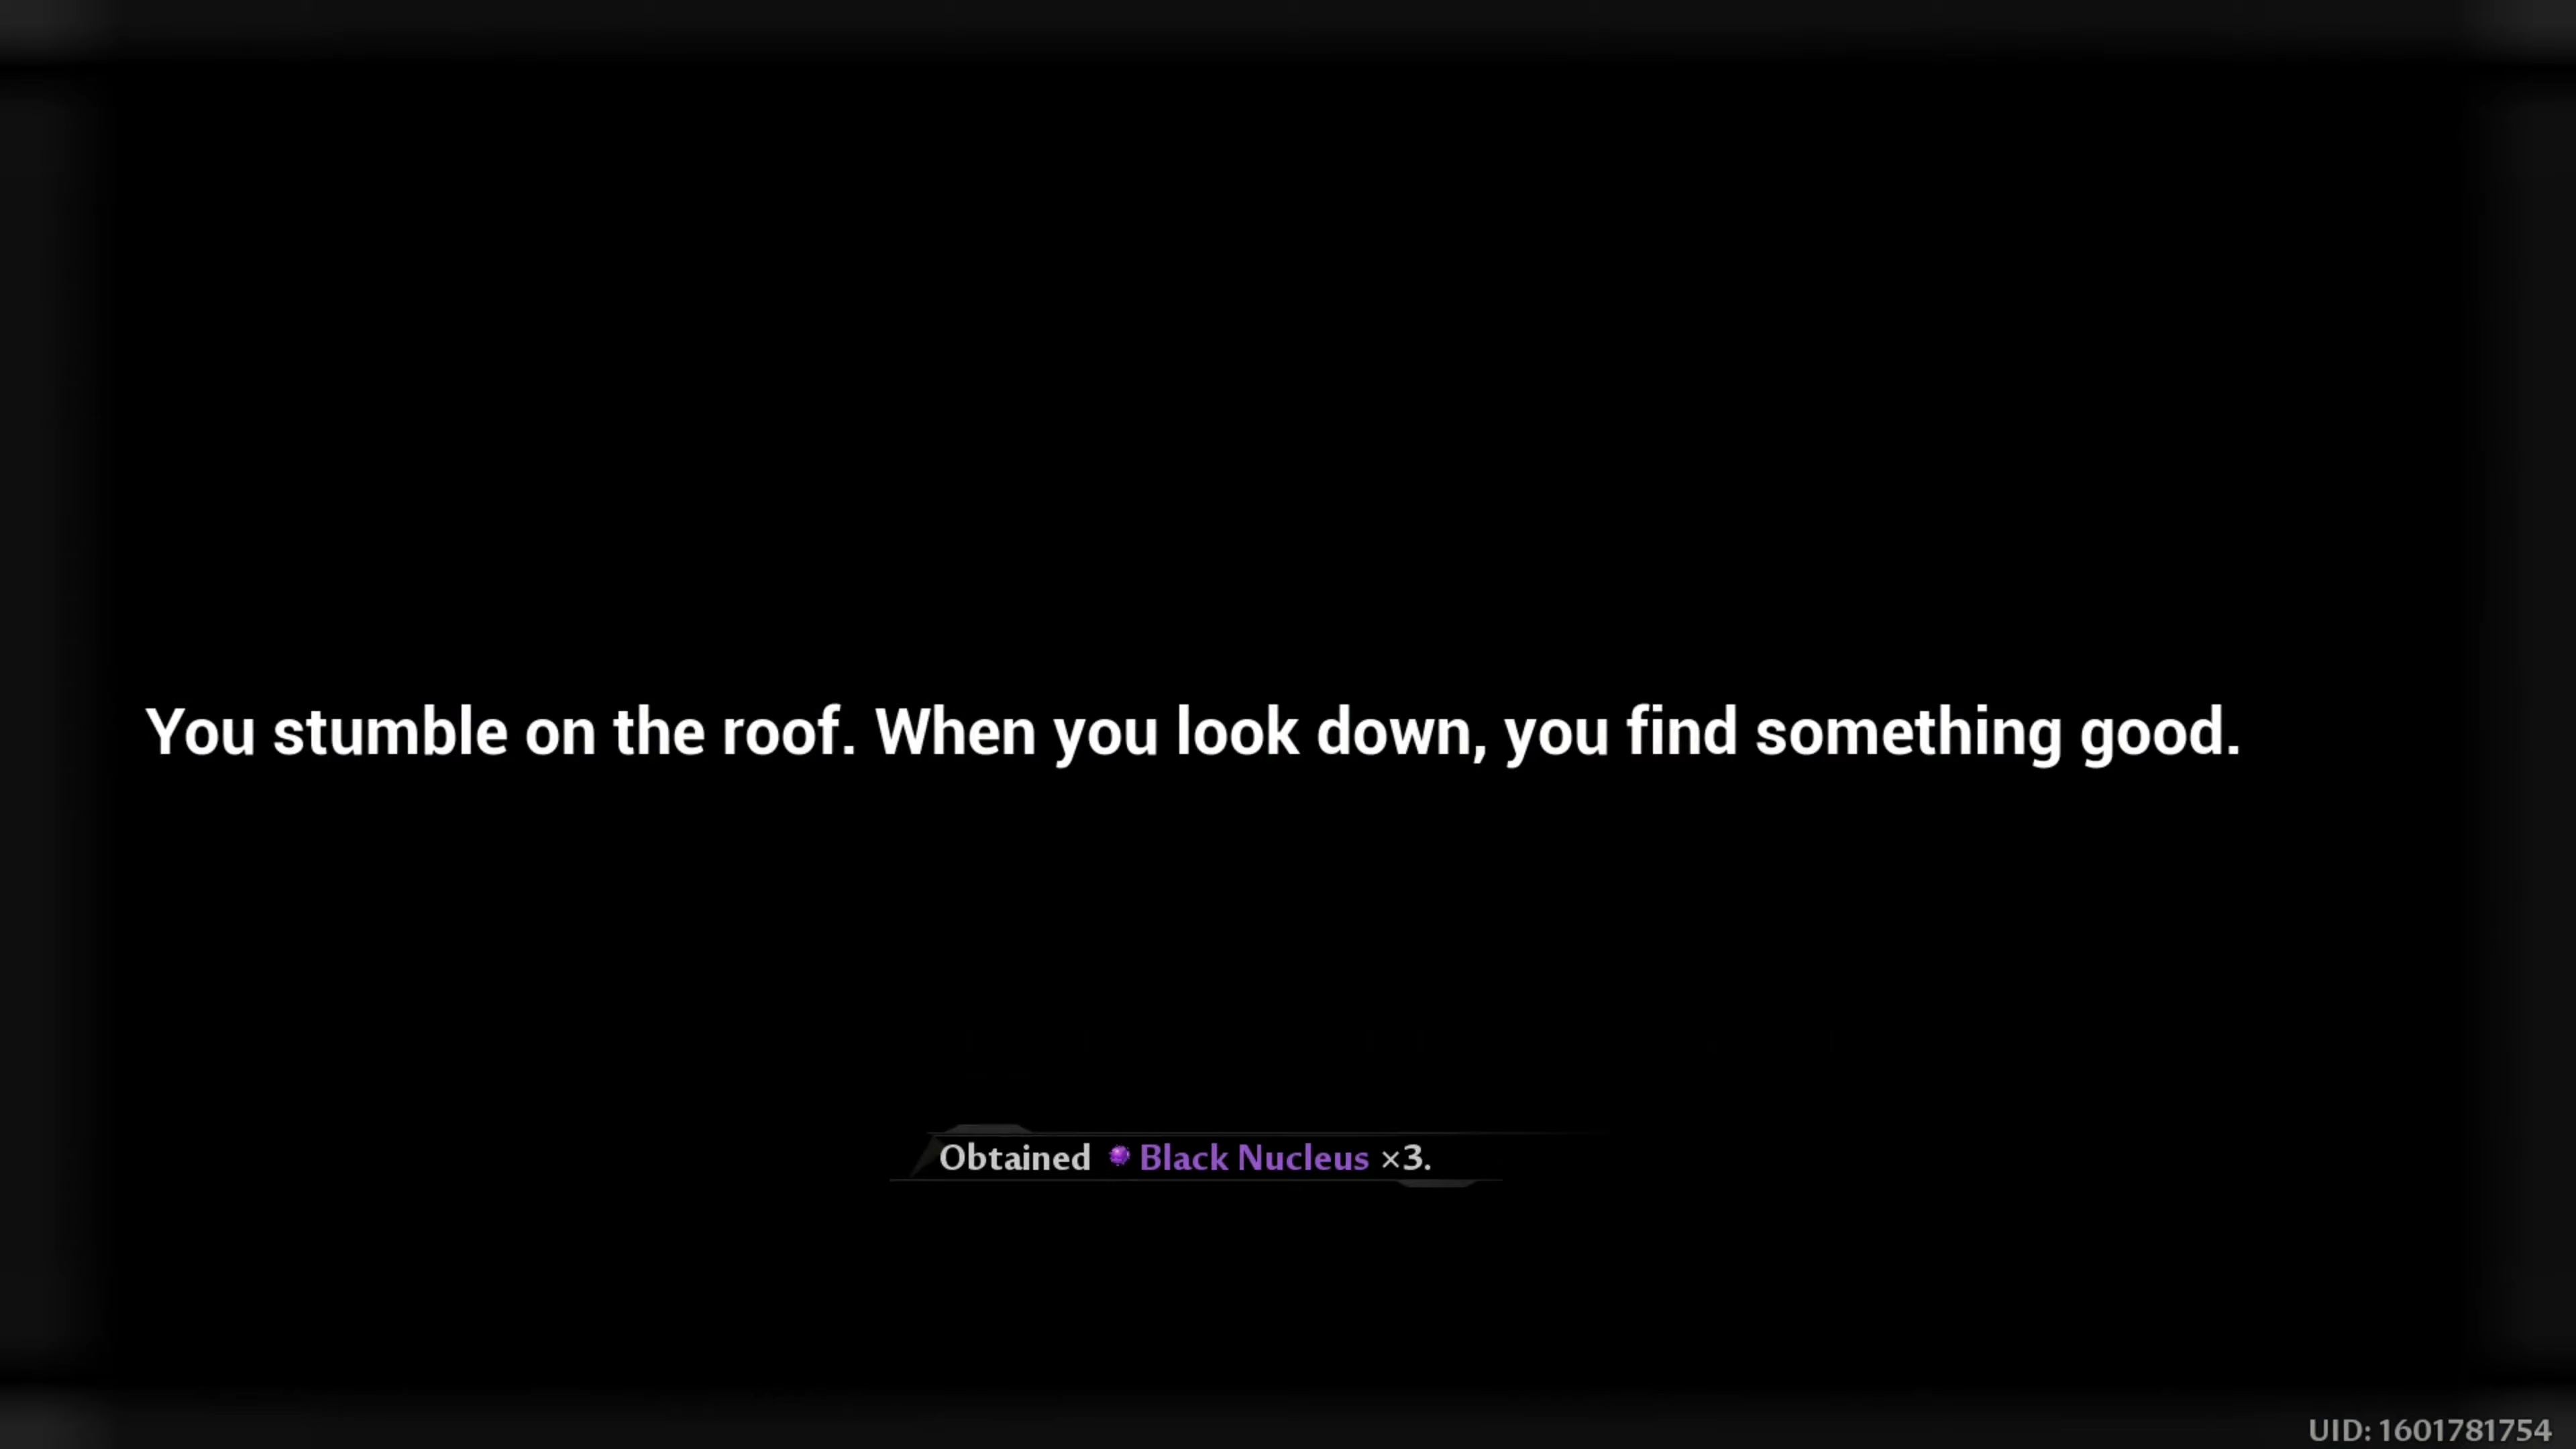 You stumble on the roof. When you look down, you find something good.
Obtained Black Nucleus ×3.
UID: 1601781754